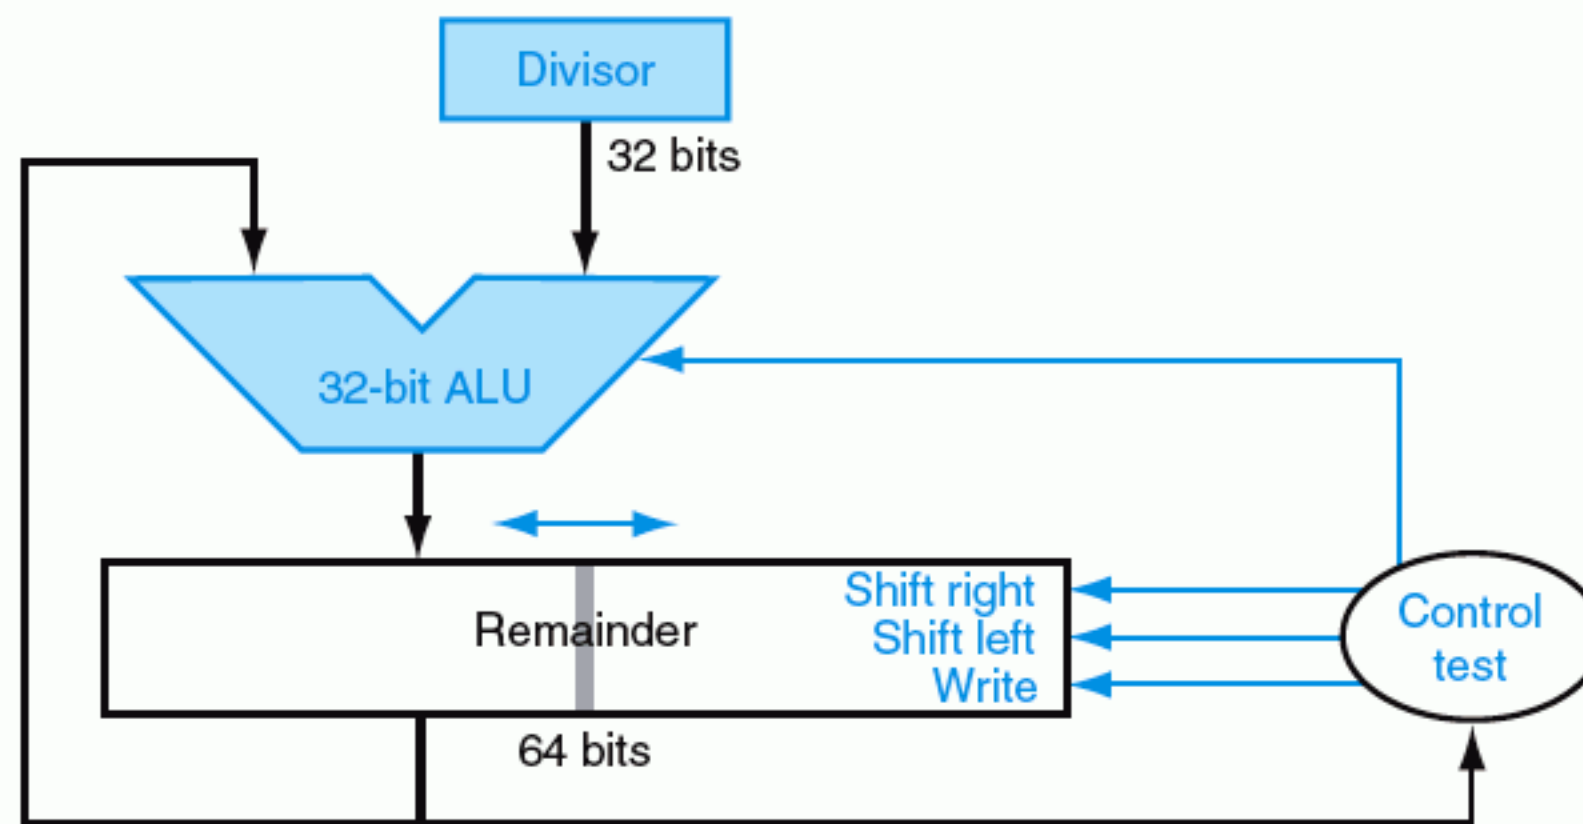 Divisor
32 bits
32-bit ALU
Remainder
Shift right
Shift left
Write
Control
test
64 bits